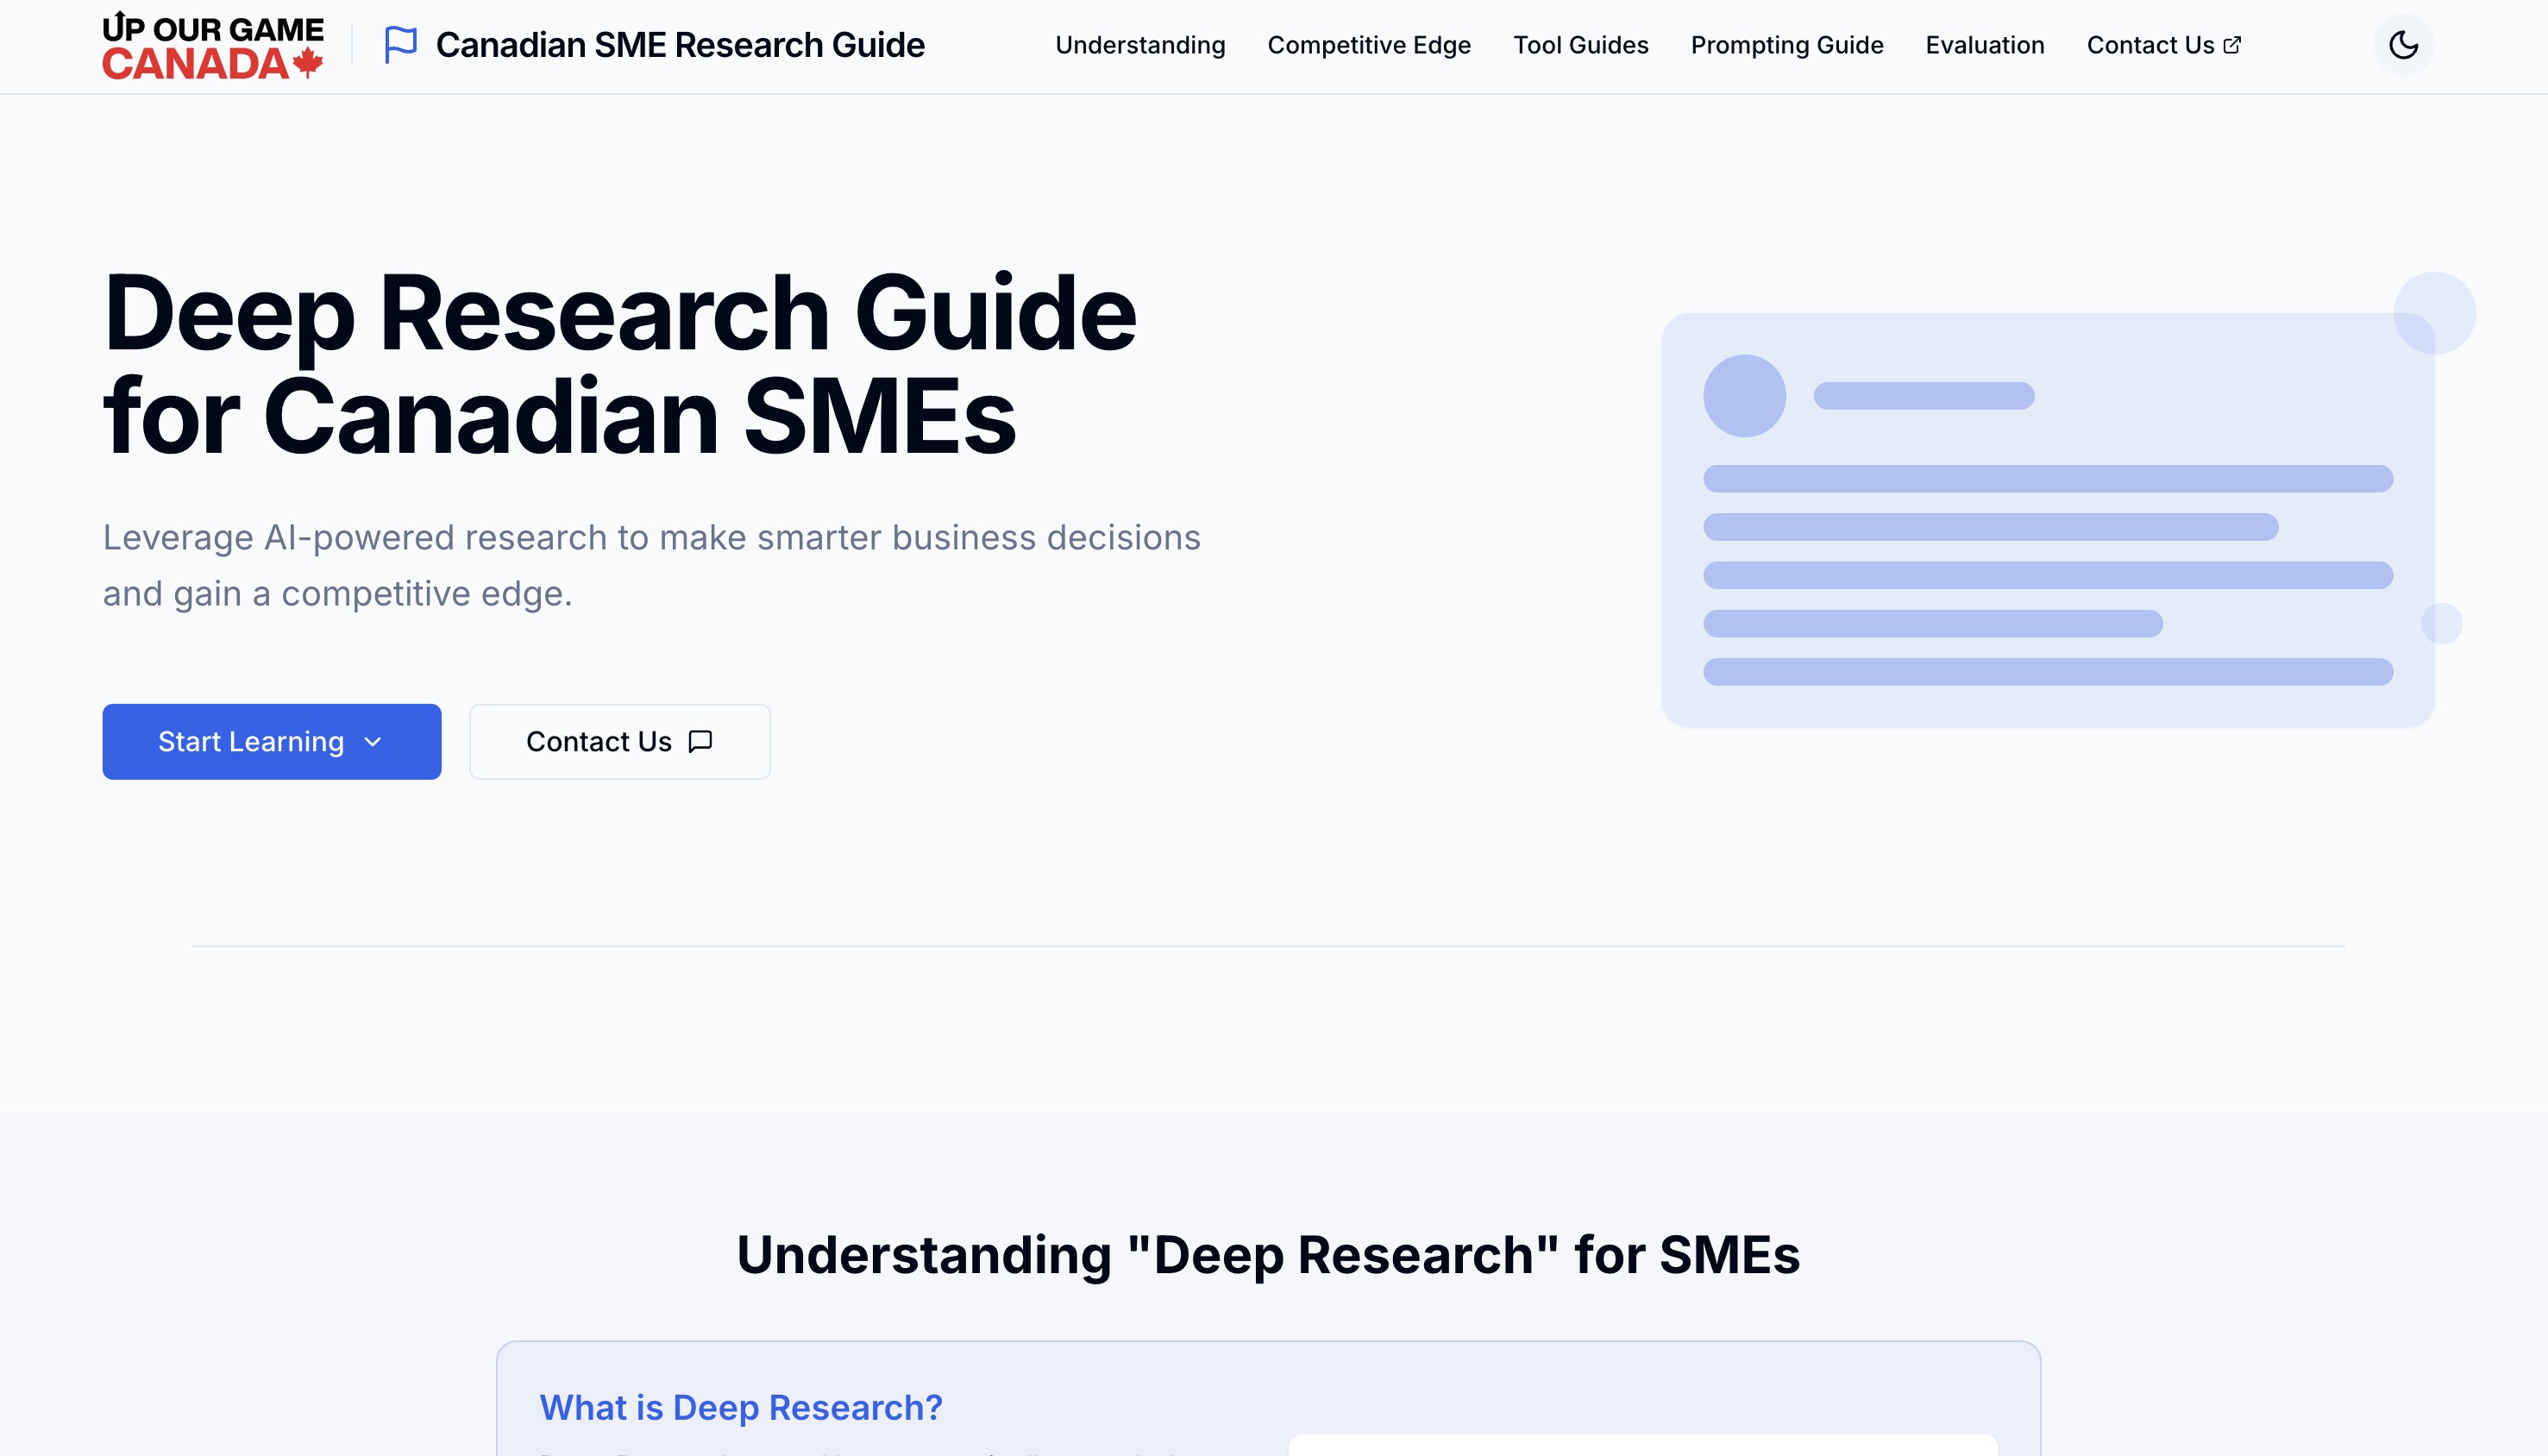 UP OUR GAME
CANADA
Canadian SME Research Guide
Understanding
Competitive Edge
Tool Guides
Prompting Guide
Evaluation
Contact Us
Deep Research Guide
for Canadian SMEs
Leverage AI-powered research to make smarter business decisions
and gain a competitive edge.
Start Learning
Contact Us
Understanding "Deep Research" for SMEs
What is Deep Research?